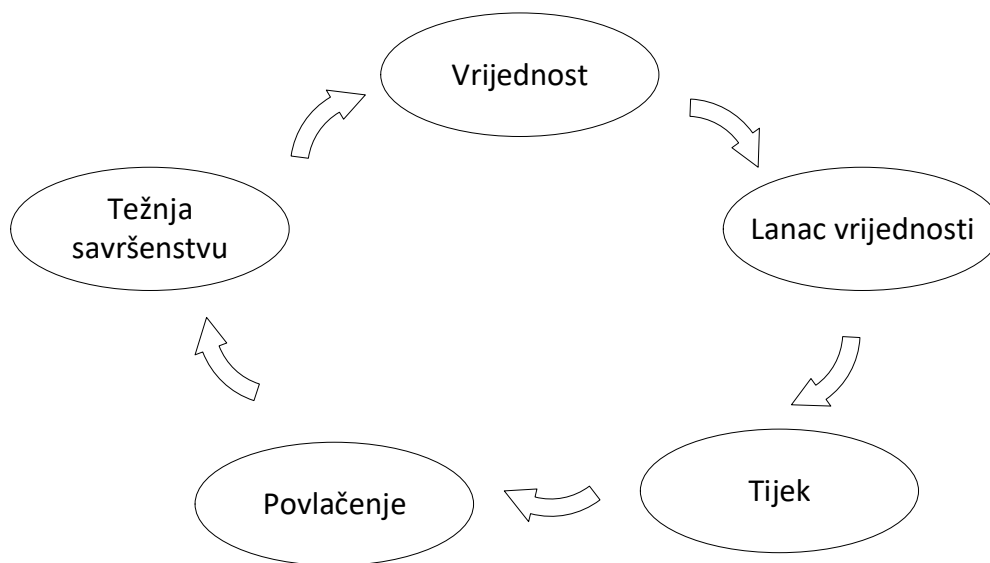 Vrijednost
Lanac vrijednosti
Tijek
Povlačenje
Težnja
savršenstvu